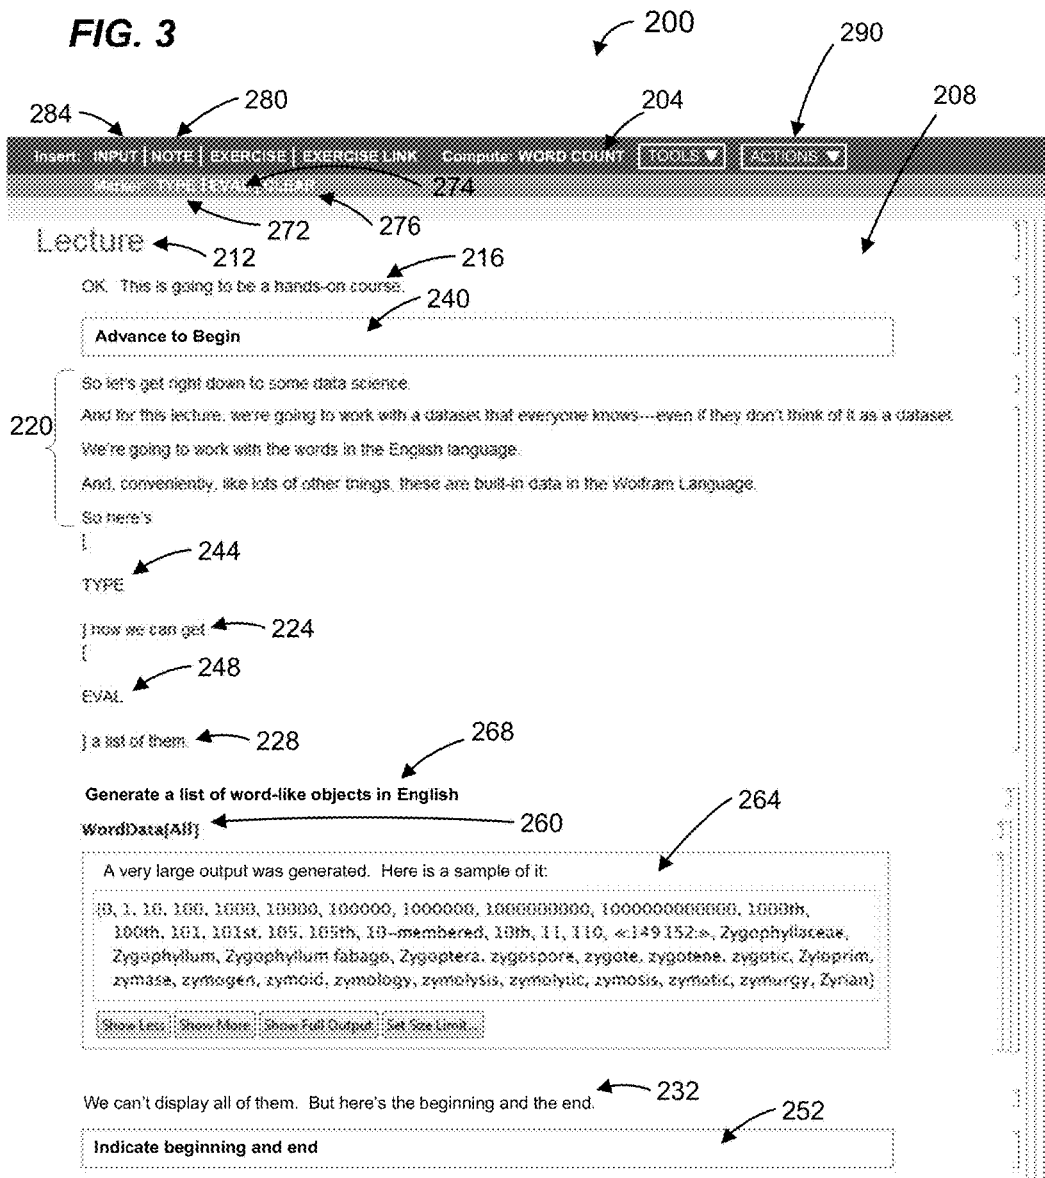 FIG. 3
200
290
284
280
204
208
Insert: INPUT | NOTE | EXERCISE | EXERCISE LINK Compute: WORD COUNT TOOLS ▼ ACTIONS ▼
TYPE | EVAL CLEAR
274
272
276
Lecture
212
216
OK. This is going to be a hands-on course.
240
Advance to Begin
So let's get right down to some data science.
And for this lecture, we're going to work with a dataset that everyone knows---even if they don't think of it as a dataset.
220
We're going to work with the words in the English language.
And, conveniently, like lots of other things, these are built-in data in the Wolfram Language.
So here's
[
244
TYPE
] now we can get
224
[
248
EVAL
] a list of them.
228
268
Generate a list of word-like objects in English
264
WordData[All]
260
A very large output was generated. Here is a sample of it:
{0, 1, 10, 100, 1000, 10000, 100000, 1000000, 1000000000, 1000000000000, 1000th,
100th, 101, 101st, 105, 105th, 10-membered, 10th, 11, 110, «149152», Zygophyllaceae,
Zygophyllum, Zygophyllum fabago, Zygoptera, zygospore, zygote, zygotene, zygotic, Zyloprim,
zymase, zymogen, zymoid, zymology, zymolysis, zymolytic, zymosis, zymotic, zymurgy, Zyrian}
Show Less Show More Show Full Output Set Size Limit...
232
We can't display all of them. But here's the beginning and the end.
252
Indicate beginning and end